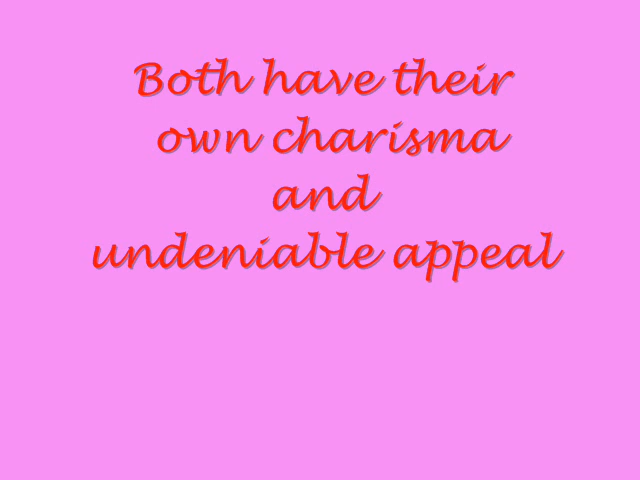 Both have their
own charisma
and
undeniable appeal